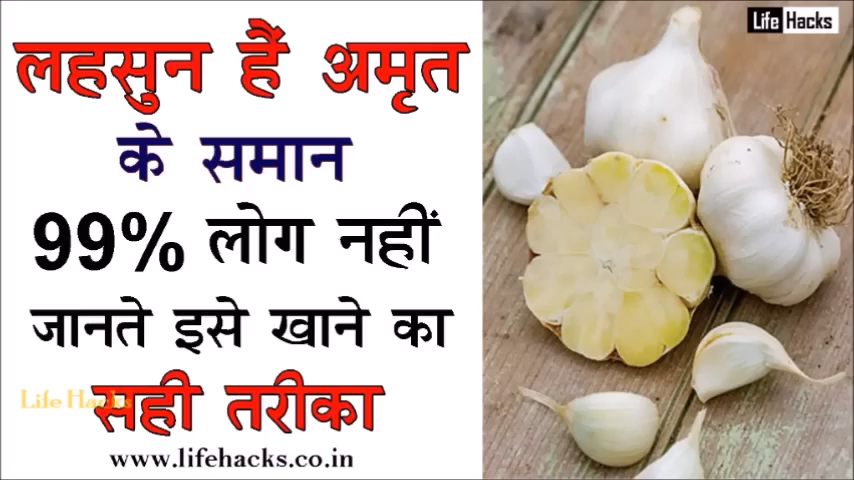 लहसुन हैं अमृत
के समान
99% लोग नहीं
जानते इसे खाने का
सही तरीका
Life Hacks
www.lifehacks.co.in
Life Hacks